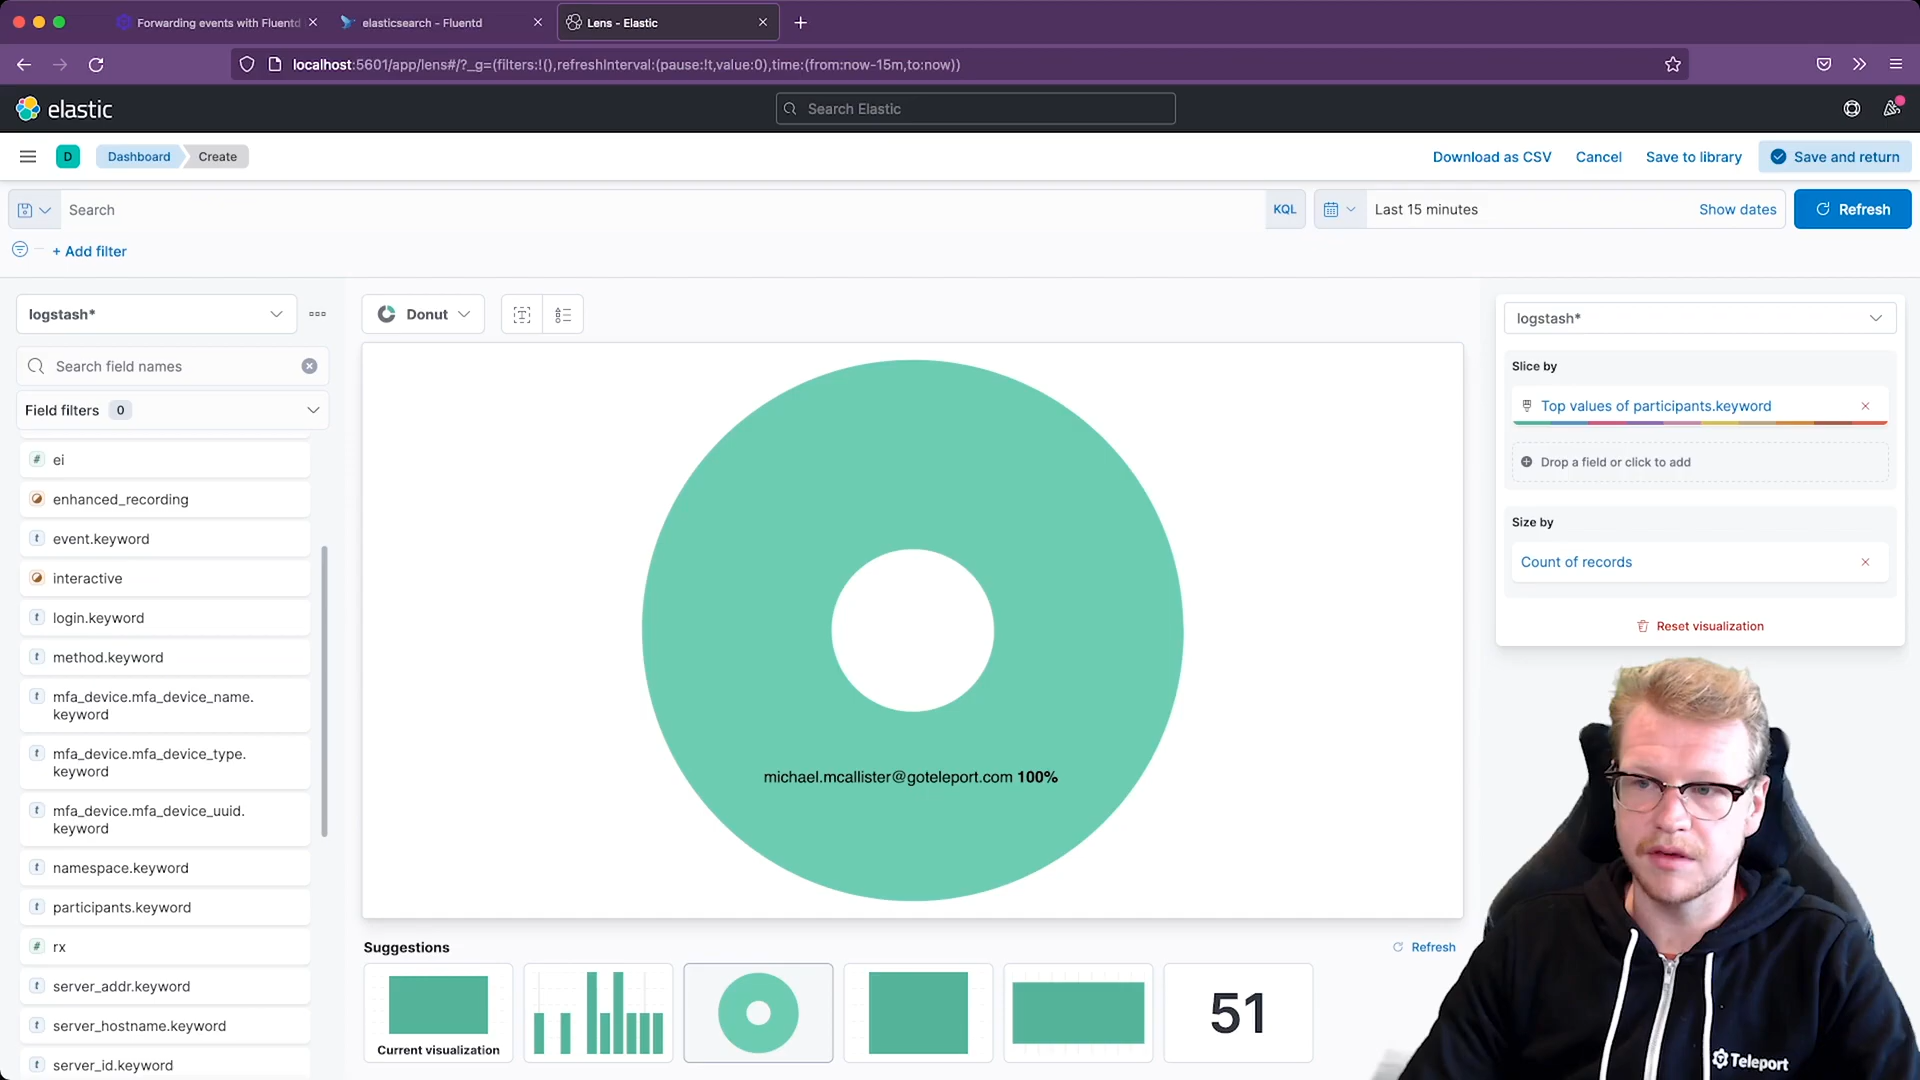 Forwarding events with Fluentd
elasticsearch - Fluentd
Lens - Elastic
localhost:5601/app/lens#/?_g=(filters:!(),refreshInterval:(pause:!t,value:0),time:(from:now-15m,to:now))
elastic
Search Elastic
D
Dashboard
Create
Download as CSV
Cancel
Save to library
Save and return
Search
KQL
Last 15 minutes
Show dates
Refresh
+ Add filter
logstash*
Search field names
Field filters 0
# ei
enhanced_recording
t event.keyword
interactive
t login.keyword
t method.keyword
t mfa_device.mfa_device_name.
keyword
t mfa_device.mfa_device_type.
keyword
t mfa_device.mfa_device_uuid.
keyword
t namespace.keyword
t participants.keyword
# rx
t server_addr.keyword
t server_hostname.keyword
t server_id.keyword
Donut
michael.mcallister@goteleport.com 100%
Suggestions
Refresh
Current visualization
51
logstash*
Slice by
Top values of participants.keyword
Drop a field or click to add
Size by
Count of records
Reset visualization
Teleport